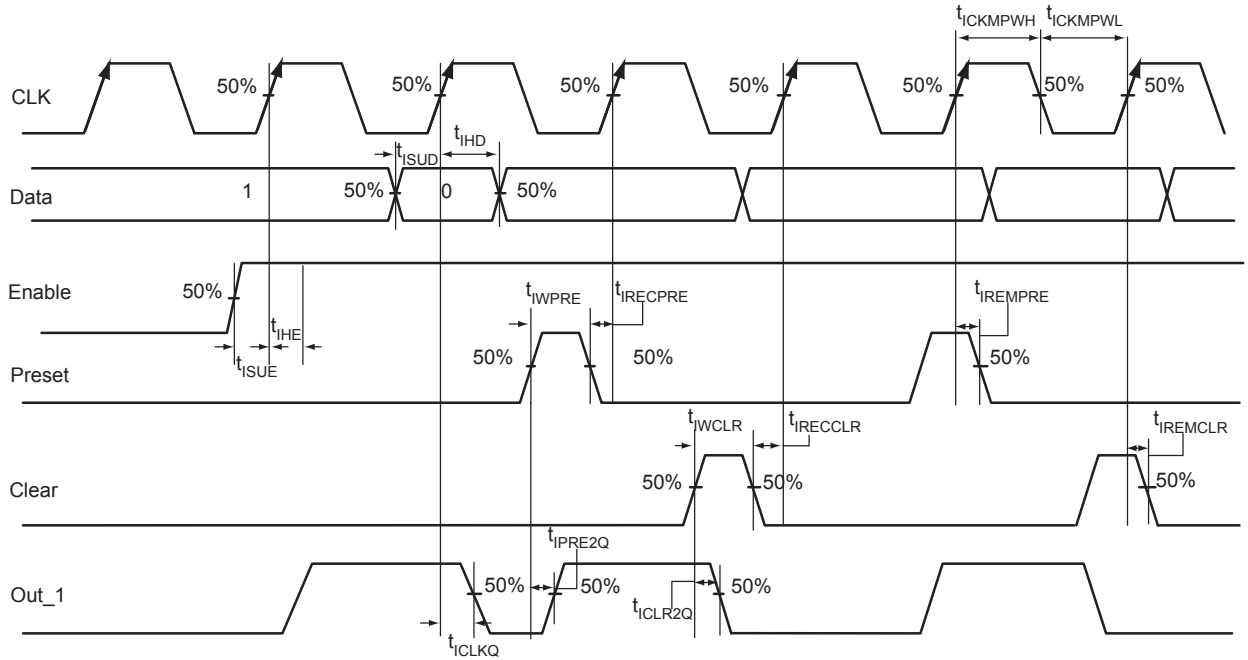 tICKMPWH tICKMPWL
CLK 50% 50% 50% 50% 50% 50% 50%
tISUD tIHD
Data 1 50% 0 50%
Enable 50%
tIHE
tISUE
tIWPRE tIRECPRE tIREMPRE
Preset 50% 50% 50%
tIWCLR tIRECCLR tIREMCLR
Clear 50% 50% 50%
tIPRE2Q
Out_1 50% 50% 50%
tICLR2Q
tICLKQ